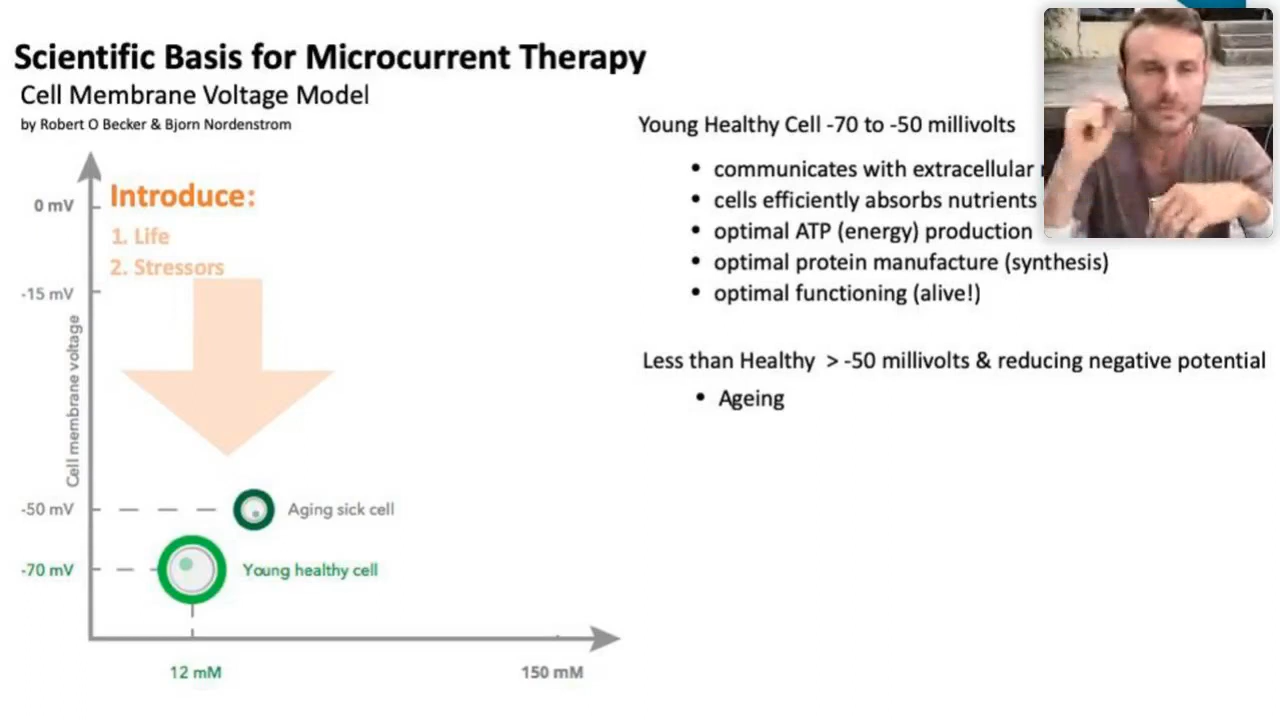 Scientific Basis for Microcurrent Therapy
Cell Membrane Voltage Model
by Robert O Becker & Bjorn Nordenstrom
Introduce:
1. Life
2. Stressors
0 mV
-15 mV
Cell membrane voltage
-50 mV
Aging sick cell
-70 mV
Young healthy cell
12 mM
150 mM
Young Healthy Cell -70 to -50 millivolts
• communicates with extracellular
• cells efficiently absorbs nutrients
• optimal ATP (energy) production
• optimal protein manufacture (synthesis)
• optimal functioning (alive!)
Less than Healthy > -50 millivolts & reducing negative potential
• Ageing